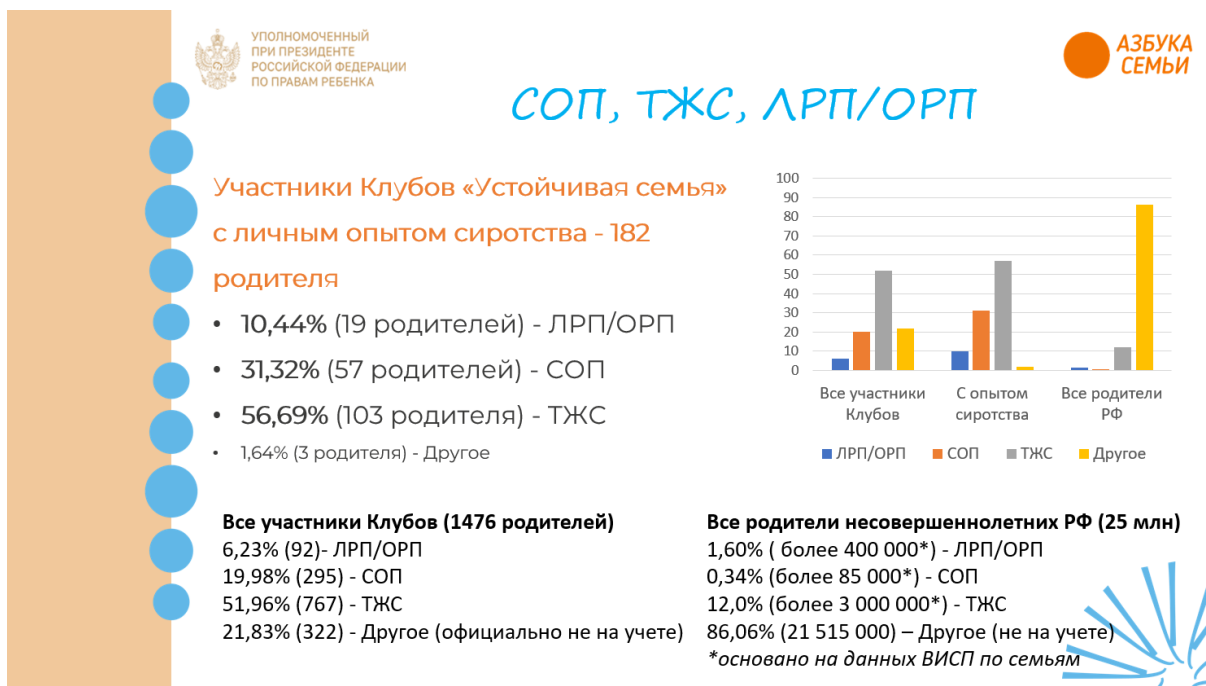 УПОЛНОМОЧЕННЫЙ
ПРИ ПРЕЗИДЕНТЕ
РОССИЙСКОЙ ФЕДЕРАЦИИ
ПО ПРАВАМ РЕБЕНКА
АЗБУКА
СЕМЬИ
СОП, ТЖС, ЛРП/ОРП
Участники Клубов «Устойчивая семья»
с личным опытом сиротства - 182
родителя
• 10,44% (19 родителей) - ЛРП/ОРП
• 31,32% (57 родителей) - СОП
• 56,69% (103 родителя) - ТЖС
• 1,64% (3 родителя) - Другое
100
90
80
70
60
50
40
30
20
10
0
Все участники
Клубов
С опытом
сиротства
Все родители
РФ
ЛРП/ОРП СОП ТЖС Другое
Все участники Клубов (1476 родителей)
6,23% (92)- ЛРП/ОРП
19,98% (295) - СОП
51,96% (767) - ТЖС
21,83% (322) - Другое (официально не на учете)
Все родители несовершеннолетних РФ (25 млн)
1,60% ( более 400 000*) - ЛРП/ОРП
0,34% (более 85 000*) - СОП
12,0% (более 3 000 000*) - ТЖС
86,06% (21 515 000) – Другое (не на учете)
*основано на данных ВИСП по семьям